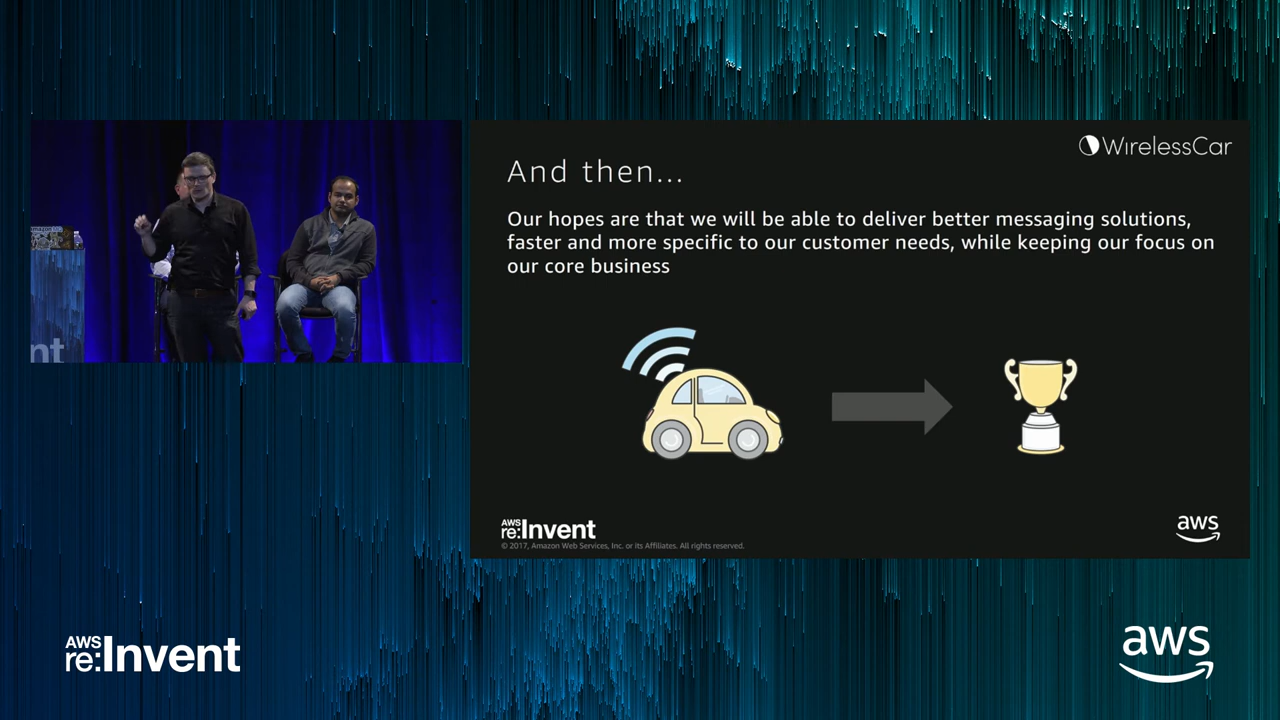 WirelessCar
And then...
Our hopes are that we will be able to deliver better messaging solutions,
faster and more specific to our customer needs, while keeping our focus on
our core business
amazon
nt
AWS
re:Invent
© 2017, Amazon Web Services, Inc. or its Affiliates. All rights reserved.
aws
AWS
re:Invent
aws